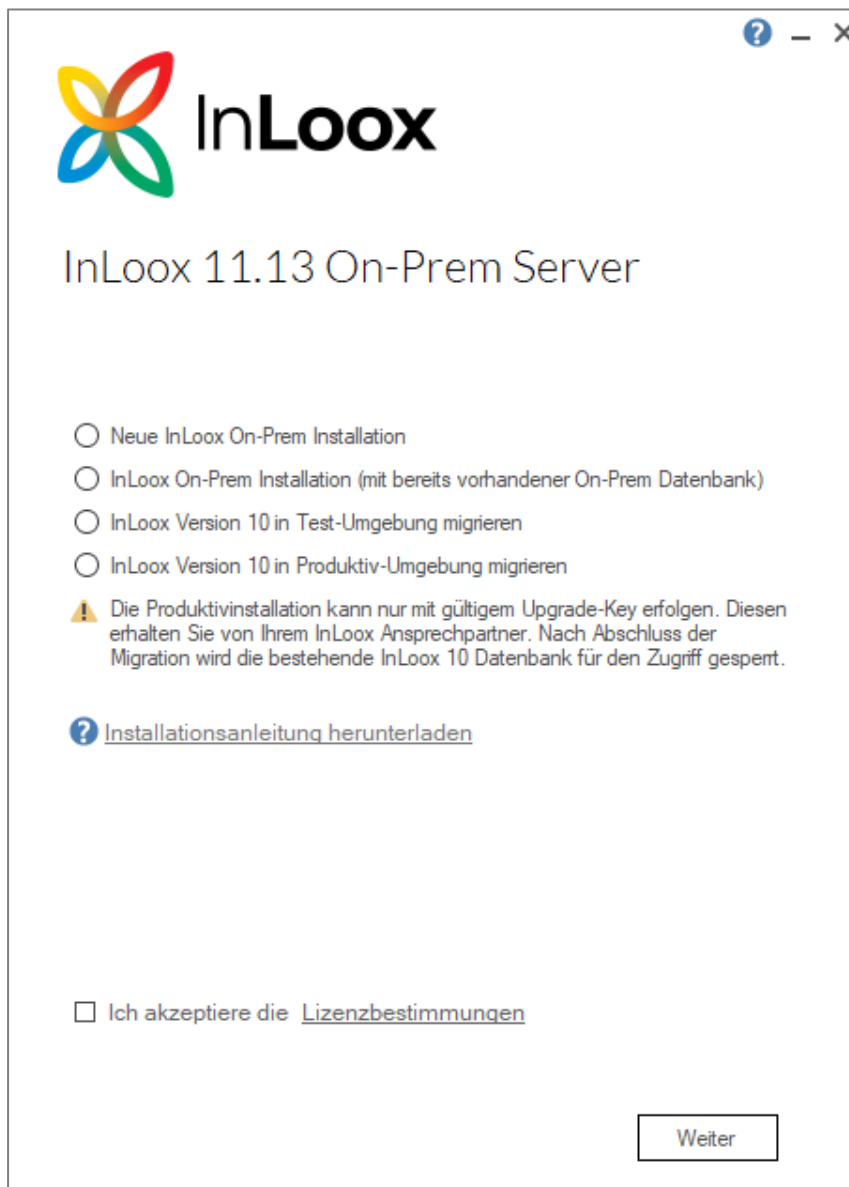 InLoox
InLoox 11.13 On-Prem Server
Neue InLoox On-Prem Installation
InLoox On-Prem Installation (mit bereits vorhandener On-Prem Datenbank)
InLoox Version 10 in Test-Umgebung migrieren
InLoox Version 10 in Produktiv-Umgebung migrieren
Die Produktivinstallation kann nur mit gültigem Upgrade-Key erfolgen. Diesen
erhalten Sie von Ihrem InLoox Ansprechpartner. Nach Abschluss der
Migration wird die bestehende InLoox 10 Datenbank für den Zugriff gesperrt.
Installationsanleitung herunterladen
Ich akzeptiere die Lizenzbestimmungen
Weiter